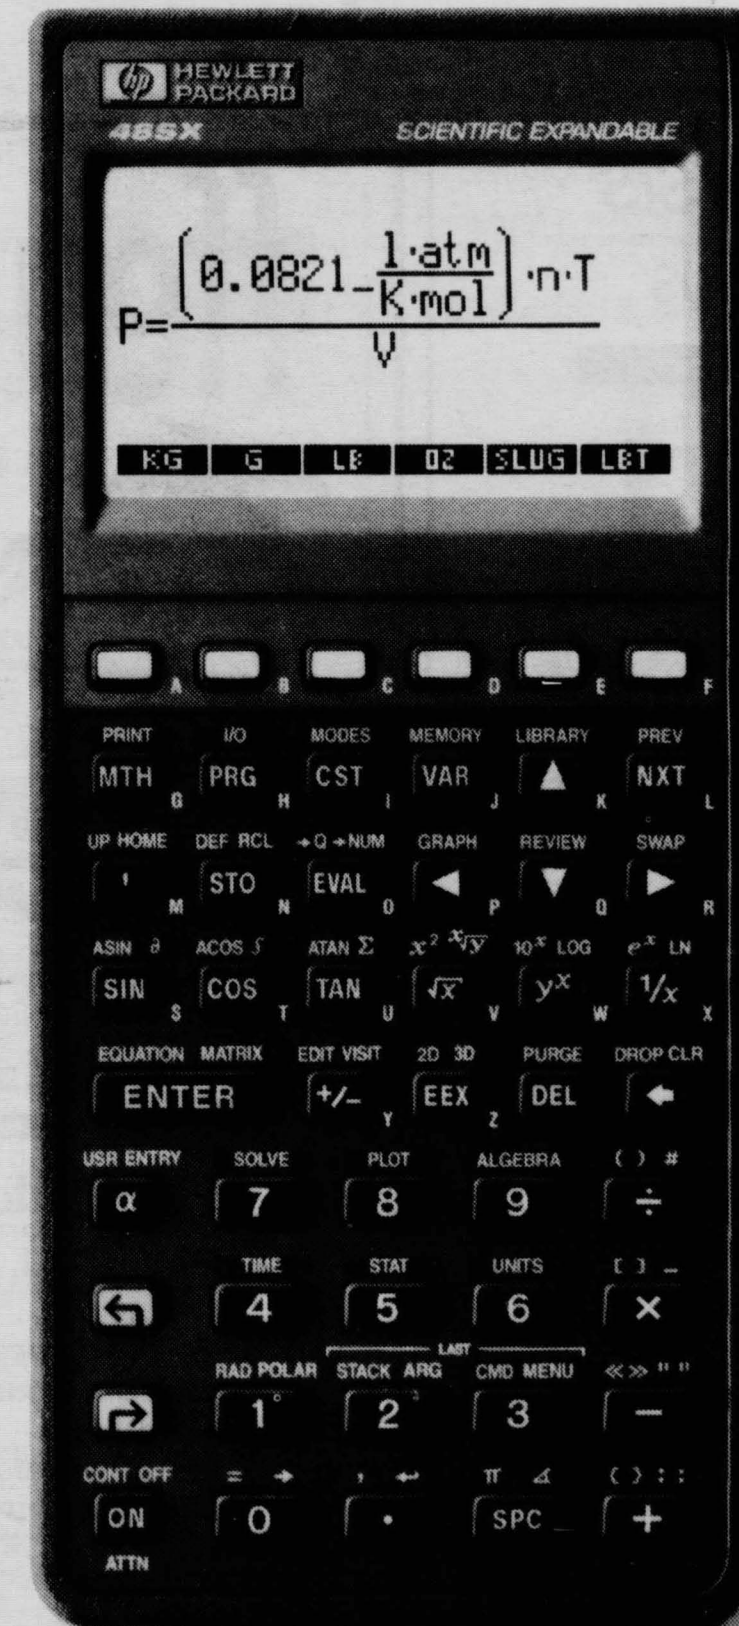 hp HEWLETT
PACKARD
48SX SCIENTIFIC EXPANDABLE
(0.0821_ l·atm
K·mol) ·n·T
P=
V
KG G LB OZ SLUG LBT
A B C D E F
PRINT I/O MODES MEMORY LIBRARY PREV
MTH G PRG H CST I VAR J ▲ K NXT L
UP HOME DEF RCL →Q →NUM GRAPH REVIEW SWAP
' M STO N EVAL O ◀ P ▼ Q ▶ R
ASIN ∂ ACOS ∫ ATAN Σ x² ˣ√y 10ˣ LOG eˣ LN
SIN S COS T TAN U √x V yˣ W 1/x X
EQUATION MATRIX EDIT VISIT 2D 3D PURGE DROP CLR
ENTER +/− Y EEX Z DEL ←
USR ENTRY SOLVE PLOT ALGEBRA ( ) #
α 7 8 9 ÷
TIME STAT UNITS [ ] _
4 5 6 ×
LAST
RAD POLAR STACK ARG CMD MENU ≪≫ " "
1 2 3 −
CONT OFF = → , ↵ π ∡ { } : :
ON 0 . SPC +
ATTN